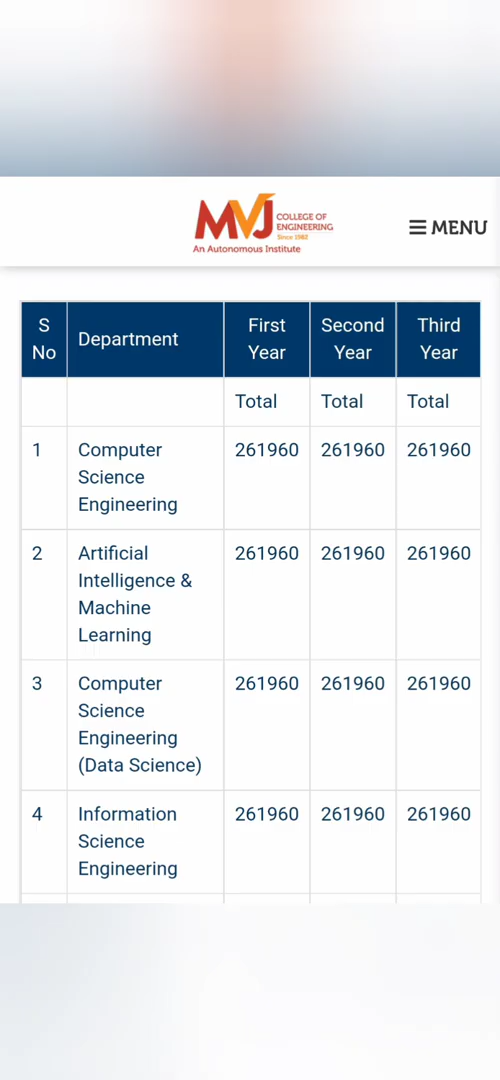 MVJ COLLEGE OF
ENGINEERING
Since 1982
An Autonomous Institute
MENU
S No Department First Year Second Year Third Year
Total Total Total
1 Computer Science Engineering 261960 261960 261960
2 Artificial Intelligence & Machine Learning 261960 261960 261960
3 Computer Science Engineering (Data Science) 261960 261960 261960
4 Information Science Engineering 261960 261960 261960